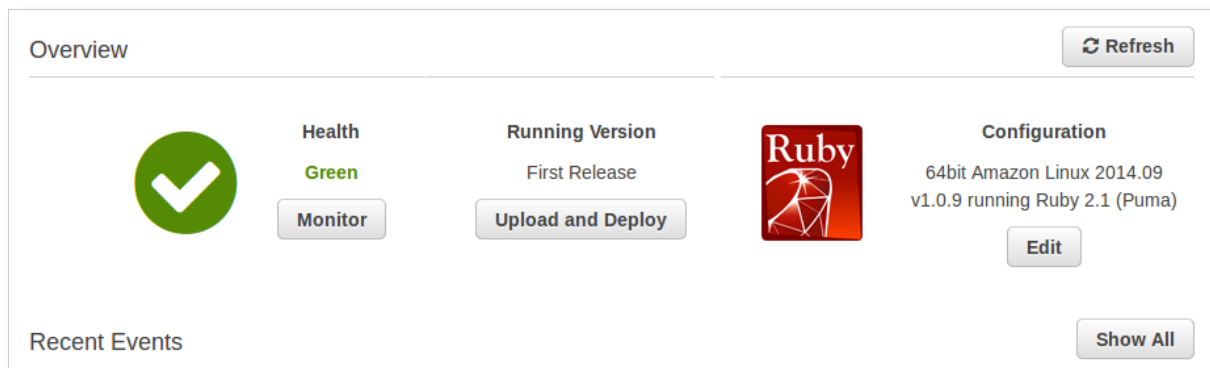 Overview
Refresh
Health
Green
Monitor
Running Version
First Release
Upload and Deploy
Ruby
Configuration
64bit Amazon Linux 2014.09
v1.0.9 running Ruby 2.1 (Puma)
Edit
Recent Events
Show All